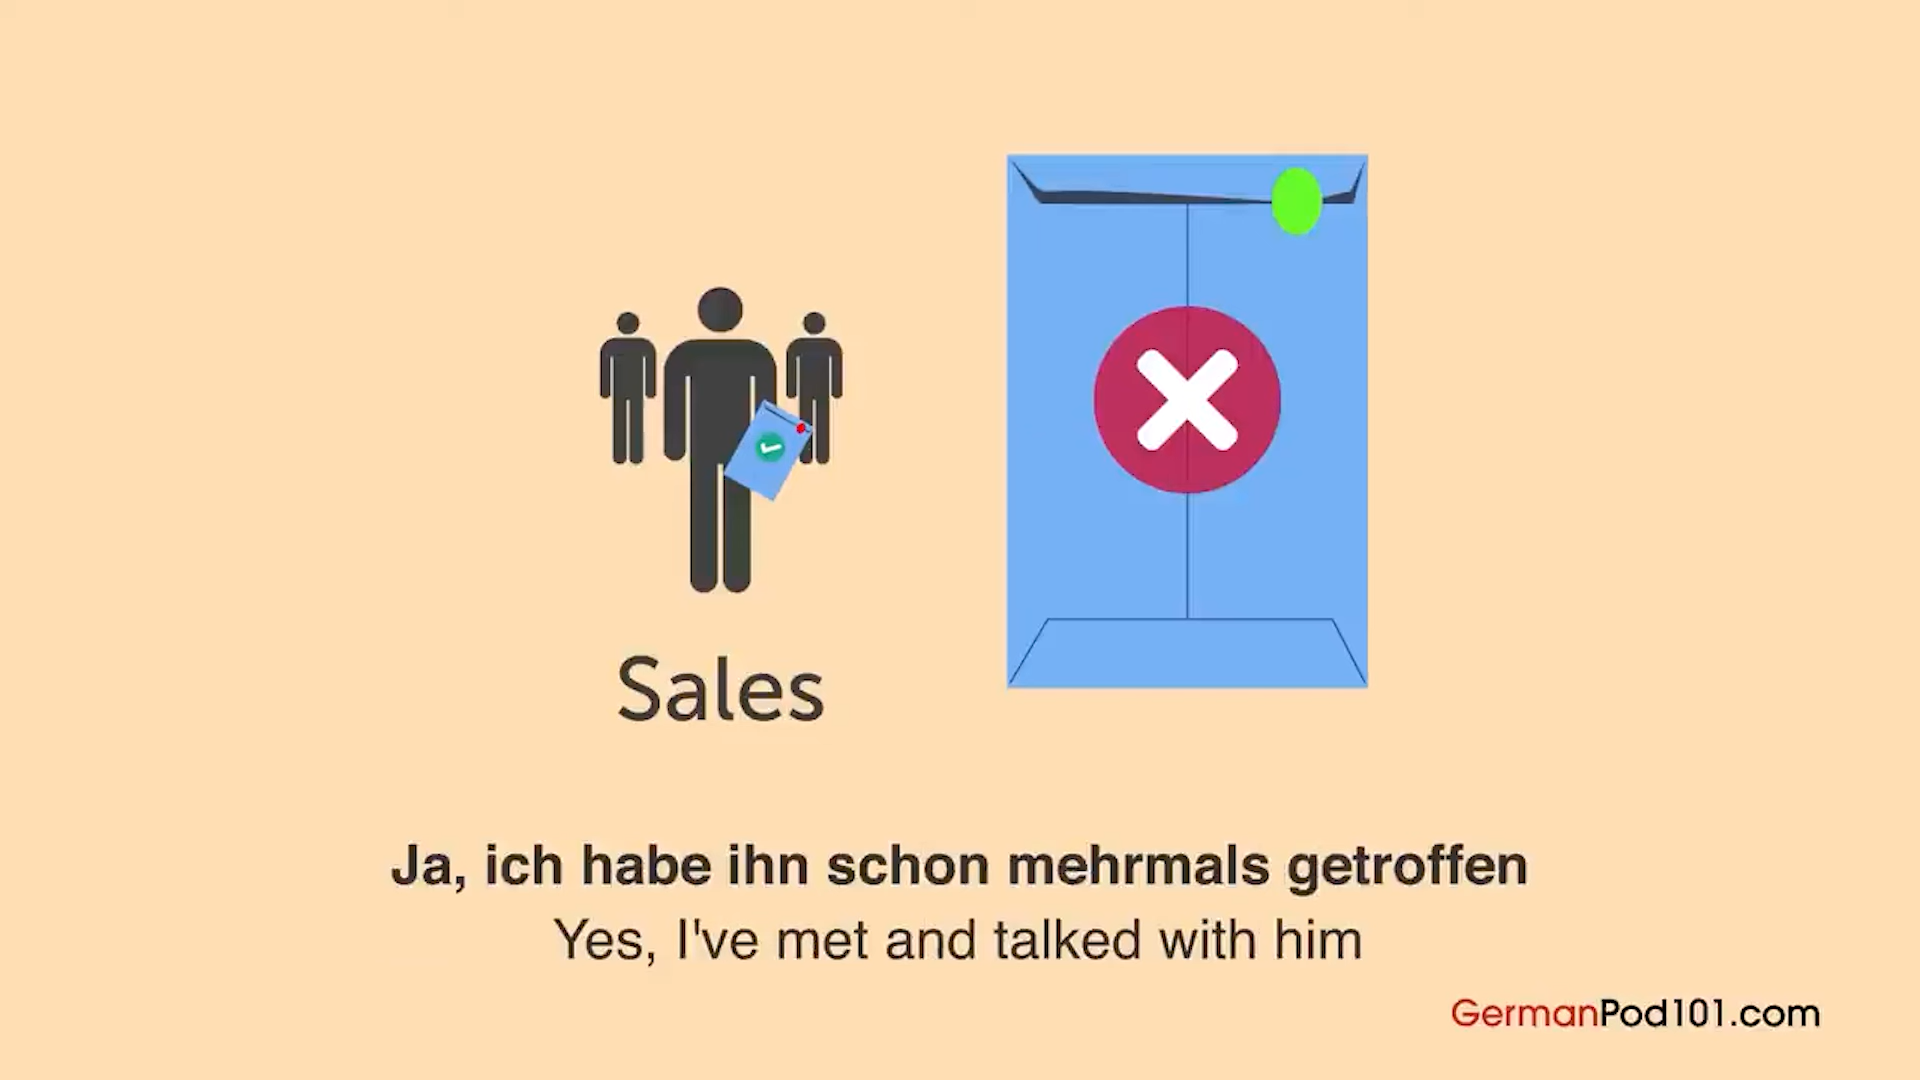 Sales
Ja, ich habe ihn schon mehrmals getroffen
Yes, I've met and talked with him
GermanPod101.com